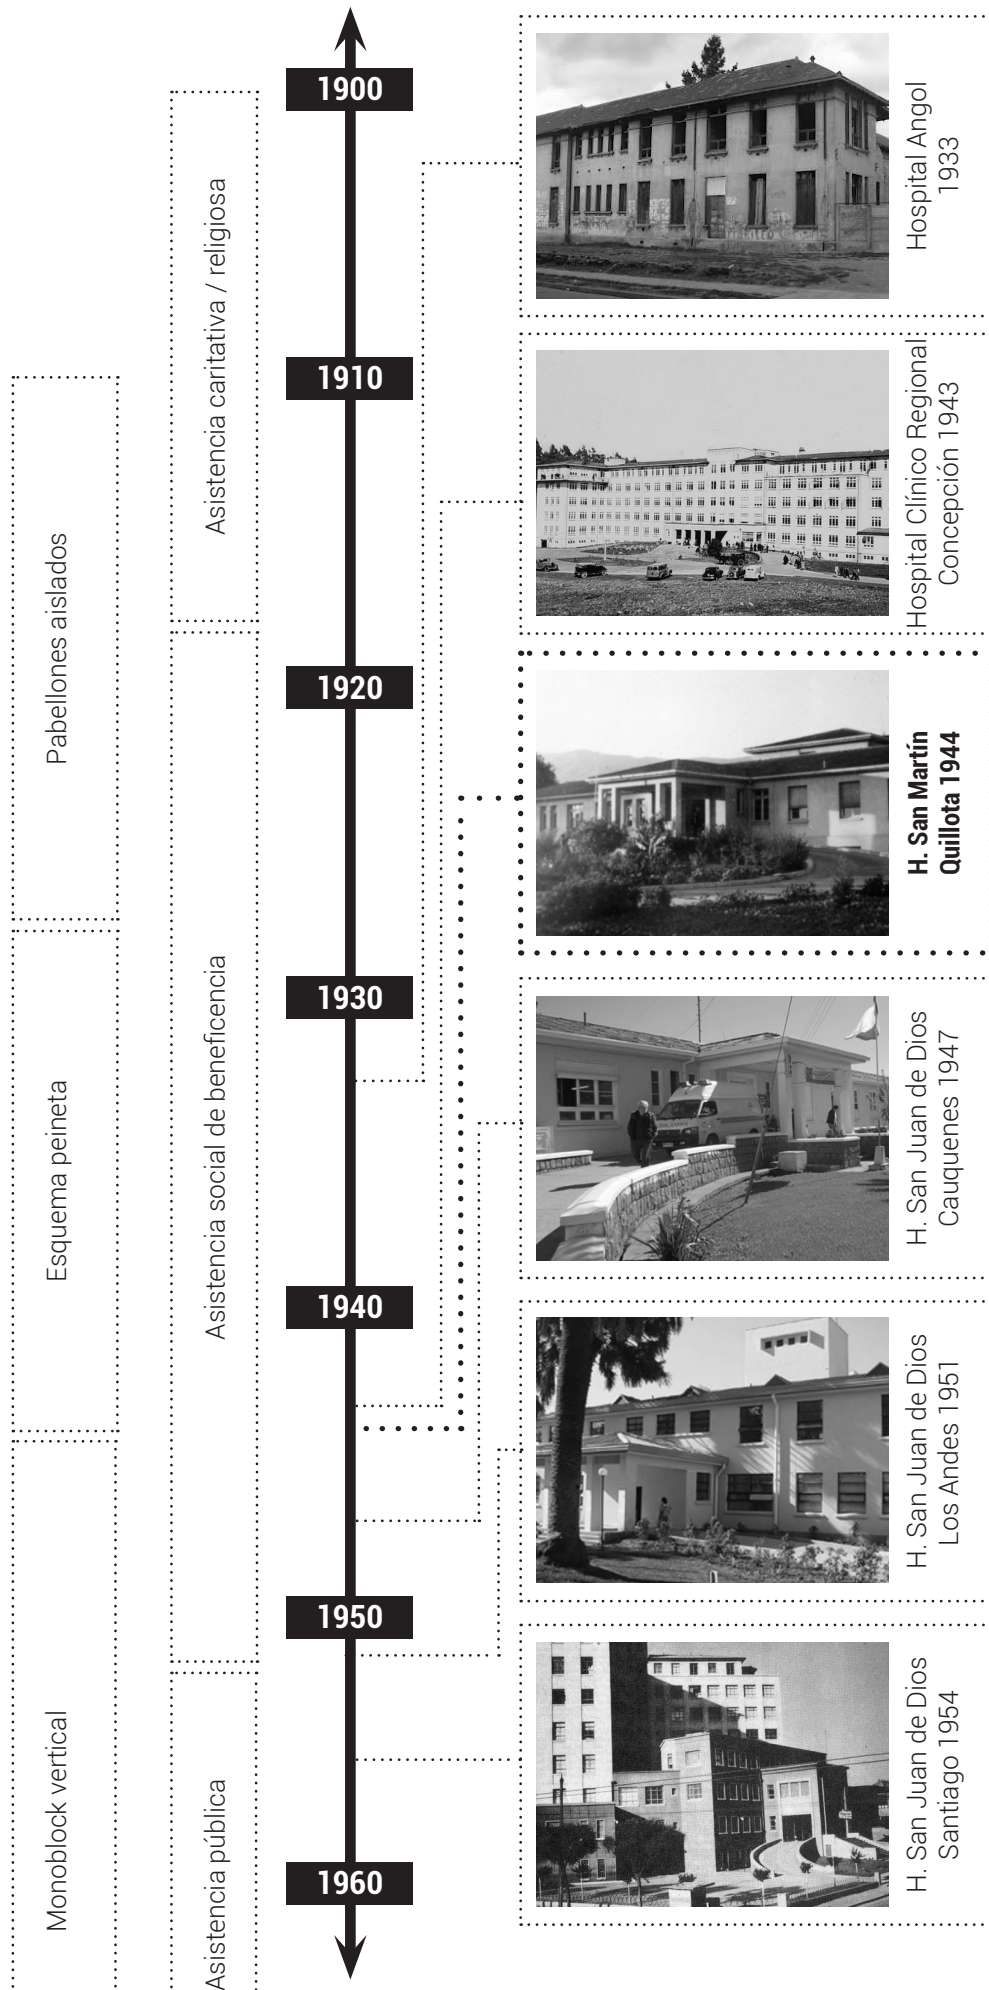 1900
1910
1920
1930
1940
1950
1960
Pabellones aislados
Esquema peineta
Monoblock vertical
Asistencia caritativa / religiosa
Asistencia social de beneficencia
Asistencia pública
Hospital Angol
1933
Hospital Clínico Regional
Concepción 1943
H. San Martín
Quillota 1944
H. San Juan de Dios
Cauquenes 1947
H. San Juan de Dios
Los Andes 1951
H. San Juan de Dios
Santiago 1954